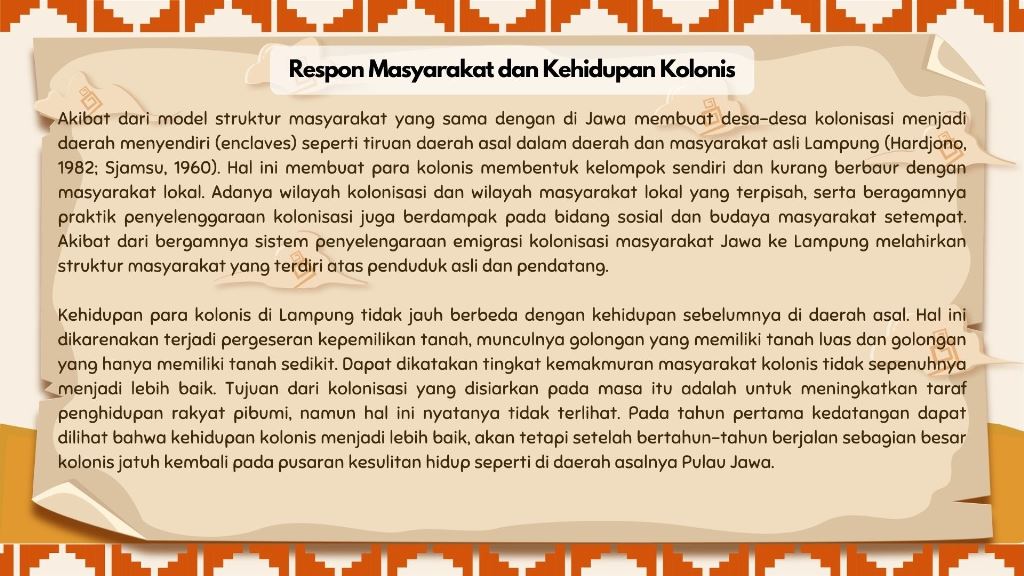 Respon Masyarakat dan Kehidupan Kolonis
Akibat dari model struktur masyarakat yang sama dengan di Jawa membuat desa-desa kolonisasi menjadi
daerah menyendiri (enclaves) seperti tiruan daerah asal dalam daerah dan masyarakat asli Lampung (Hardjono,
1982; Sjamsu, 1960). Hal ini membuat para kolonis membentuk kelompok sendiri dan kurang berbaur dengan
masyarakat lokal. Adanya wilayah kolonisasi dan wilayah masyarakat lokal yang terpisah, serta beragamnya
praktik penyelenggaraan kolonisasi juga berdampak pada bidang sosial dan budaya masyarakat setempat.
Akibat dari bergamnya sistem penyelengaraan emigrasi kolonisasi masyarakat Jawa ke Lampung melahirkan
struktur masyarakat yang terdiri atas penduduk asli dan pendatang.
Kehidupan para kolonis di Lampung tidak jauh berbeda dengan kehidupan sebelumnya di daerah asal. Hal ini
dikarenakan terjadi pergeseran kepemilikan tanah, munculnya golongan yang memiliki tanah luas dan golongan
yang hanya memiliki tanah sedikit. Dapat dikatakan tingkat kemakmuran masyarakat kolonis tidak sepenuhnya
menjadi lebih baik. Tujuan dari kolonisasi yang disiarkan pada masa itu adalah untuk meningkatkan taraf
penghidupan rakyat pibumi, namun hal ini nyatanya tidak terlihat. Pada tahun pertama kedatangan dapat
dilihat bahwa kehidupan kolonis menjadi lebih baik, akan tetapi setelah bertahun-tahun berjalan sebagian besar
kolonis jatuh kembali pada pusaran kesulitan hidup seperti di daerah asalnya Pulau Jawa.